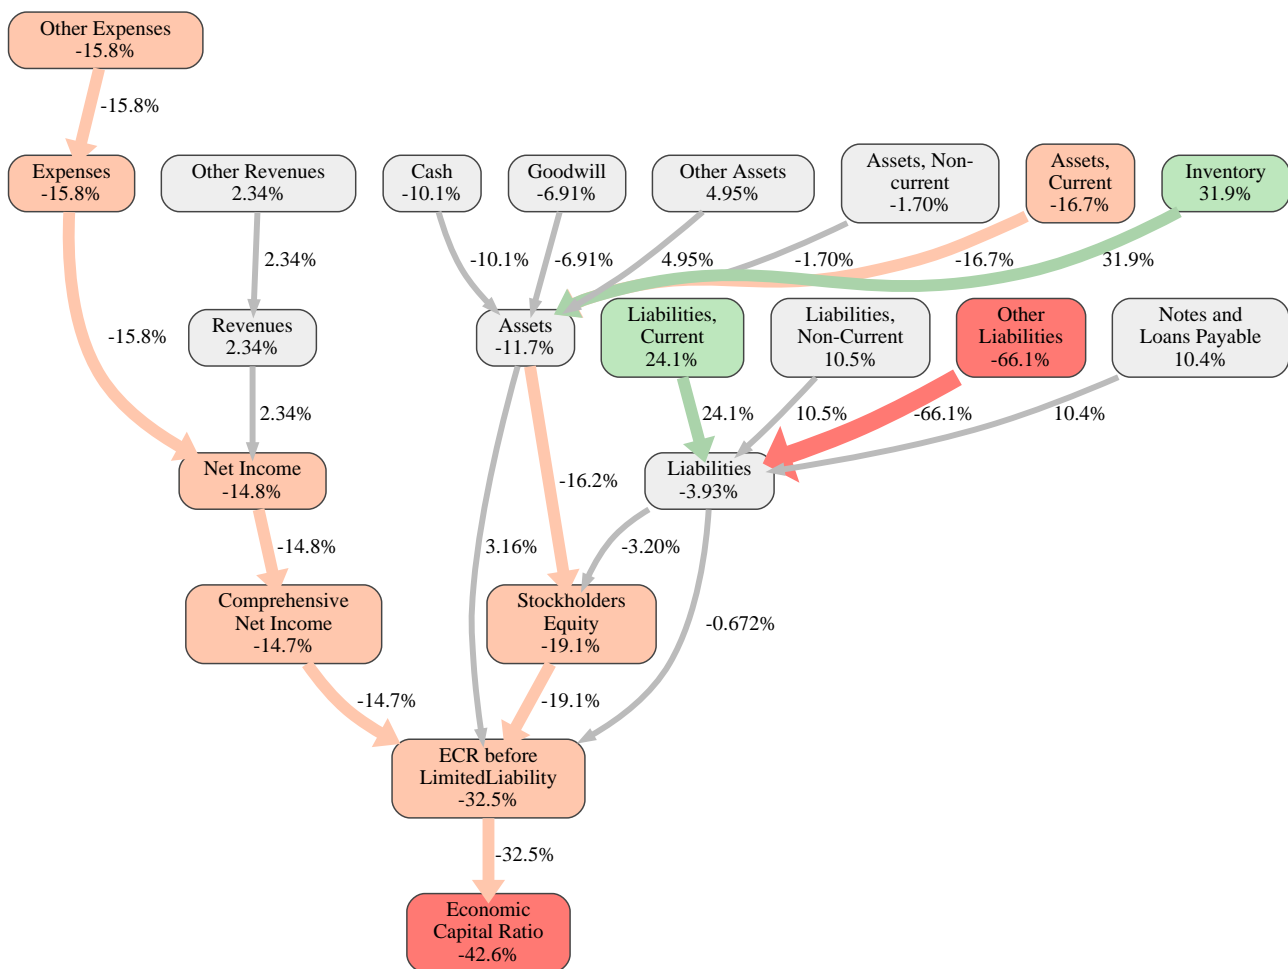 Other Expenses
-15.8%
-15.8%
Expenses
-15.8%
Other Revenues
2.34%
Cash
-10.1%
Goodwill
-6.91%
Other Assets
4.95%
Assets, Non-
current
-1.70%
Assets,
Current
-16.7%
Inventory
31.9%
2.34%
-10.1%
-6.91%
4.95%
-1.70%
-16.7%
31.9%
-15.8%
Revenues
2.34%
Assets
-11.7%
Liabilities,
Current
24.1%
Liabilities,
Non-Current
10.5%
Other
Liabilities
-66.1%
Notes and
Loans Payable
10.4%
2.34%
24.1%
10.5%
-66.1%
10.4%
Net Income
-14.8%
-16.2%
Liabilities
-3.93%
-14.8%
3.16%
-3.20%
-0.672%
Comprehensive
Net Income
-14.7%
Stockholders
Equity
-19.1%
-14.7%
-19.1%
ECR before
LimitedLiability
-32.5%
-32.5%
Economic
Capital Ratio
-42.6%